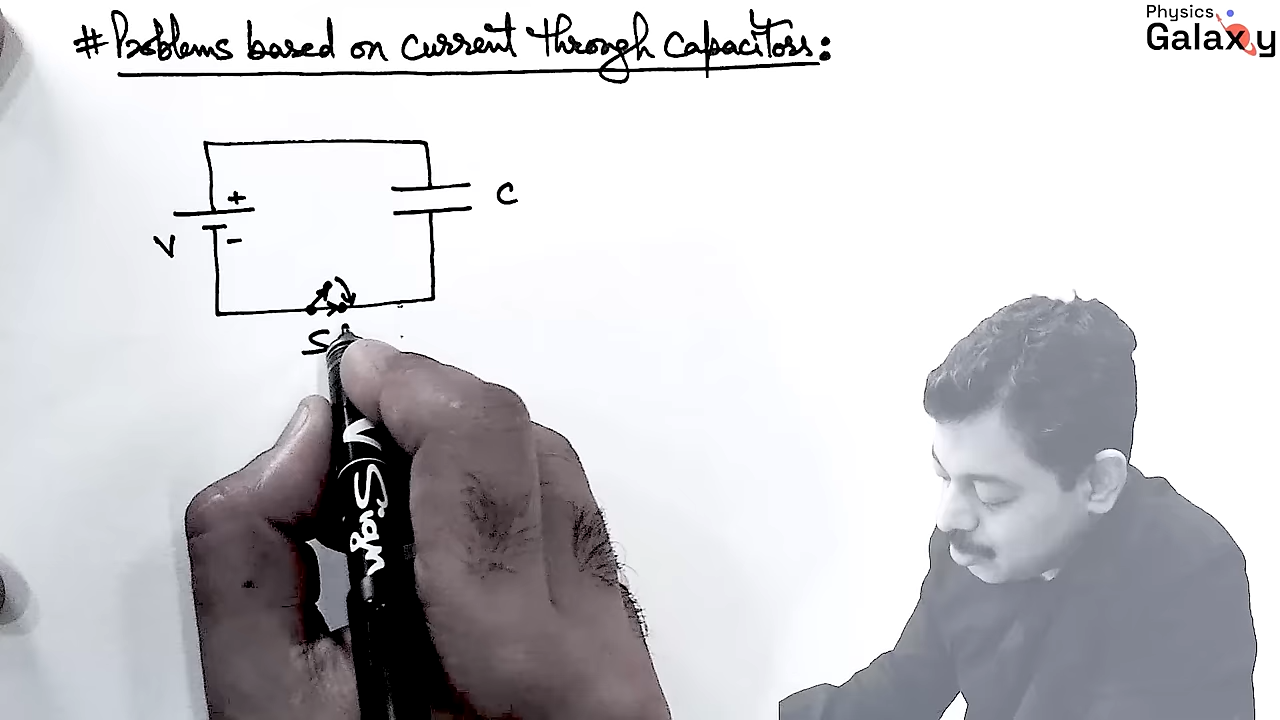 # Problems based on current through Capacitors:
Physics
Galaxy
+
C
V
-
S
V Sign